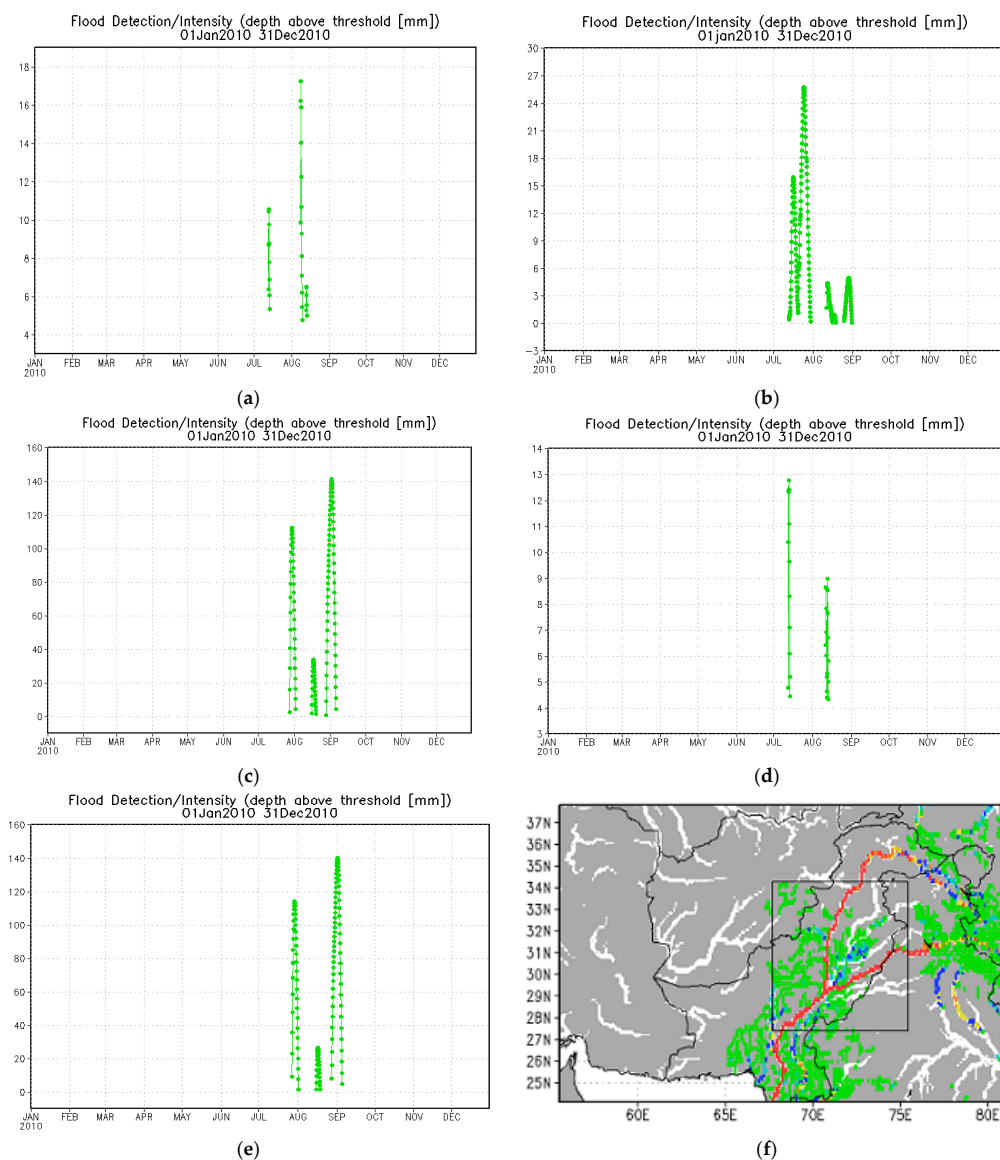 Flood Detection/Intensity (depth above threshold [mm])
01Jan2010 31Dec2010
18
16
14
12
10
8
6
4
JAN FEB MAR APR MAY JUN JUL AUG SEP OCT NOV DEC
2010
(a)
Flood Detection/Intensity (depth above threshold [mm])
01jan2010 31Dec2010
30
27
24
21
18
15
12
9
6
3
0
−3
JAN FEB MAR APR MAY JUN JUL AUG SEP OCT NOV DEC
2010
(b)
Flood Detection/Intensity (depth above threshold [mm])
01Jan2010 31Dec2010
160
140
120
100
80
60
40
20
0
JAN FEB MAR APR MAY JUN JUL AUG SEP OCT NOV DEC
2010
(c)
Flood Detection/Intensity (depth above threshold [mm])
01Jan2010 31Dec2010
14
13
12
11
10
9
8
7
6
5
4
3
JAN FEB MAR APR MAY JUN JUL AUG SEP OCT NOV DEC
2010
(d)
Flood Detection/Intensity (depth above threshold [mm])
01Jan2010 31Dec2010
160
140
120
100
80
60
40
20
0
JAN FEB MAR APR MAY JUN JUL AUG SEP OCT NOV DEC
2010
(e)
37N
36N
35N
34N
33N
32N
31N
30N
29N
28N
27N
26N
25N
60E 65E 70E 75E 80E
(f)